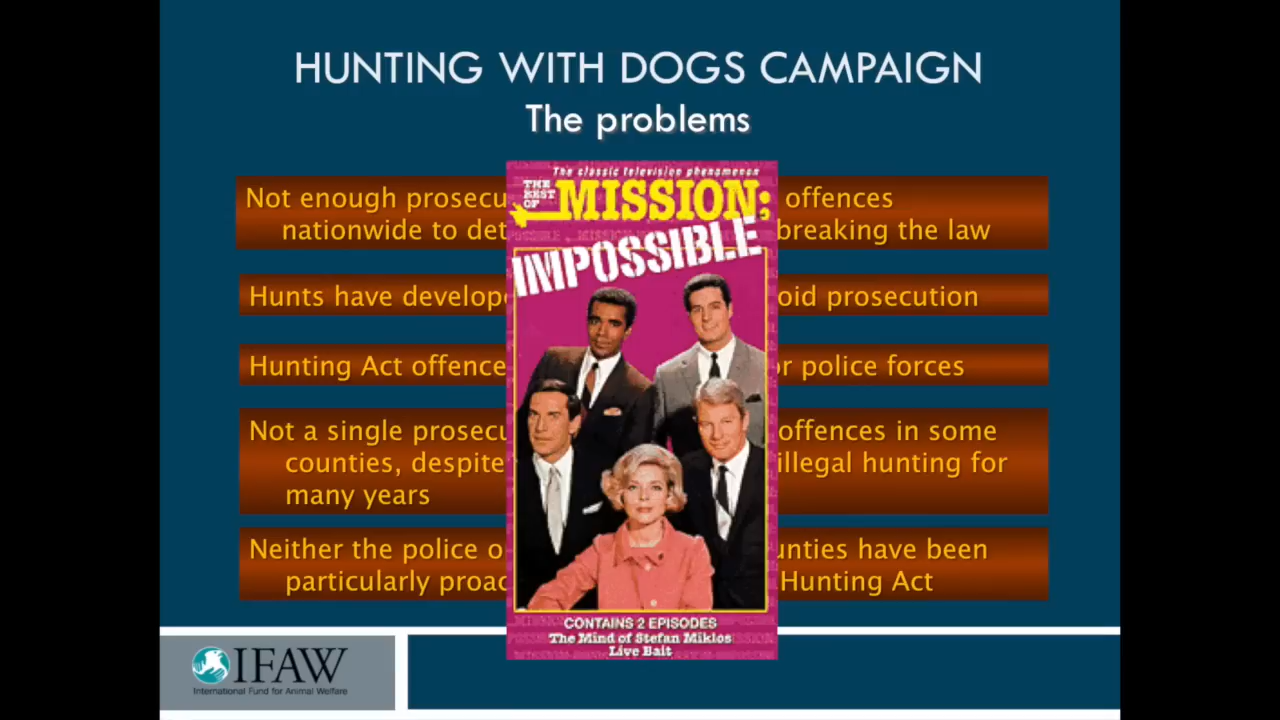 HUNTING WITH DOGS CAMPAIGN
The problems
The classic television phenomenon
THE BEST OF
MISSION:
IMPOSSIBLE
Not enough prosecu offences
nationwide to det breaking the law
Hunts have develope oid prosecution
Hunting Act offence r police forces
Not a single prosecu offences in some
counties, despite illegal hunting for
many years
Neither the police o unties have been
particularly proac Hunting Act
CONTAINS 2 EPISODES
The Mind of Stefan Miklos
Live Bait
IFAW
International Fund for Animal Welfare